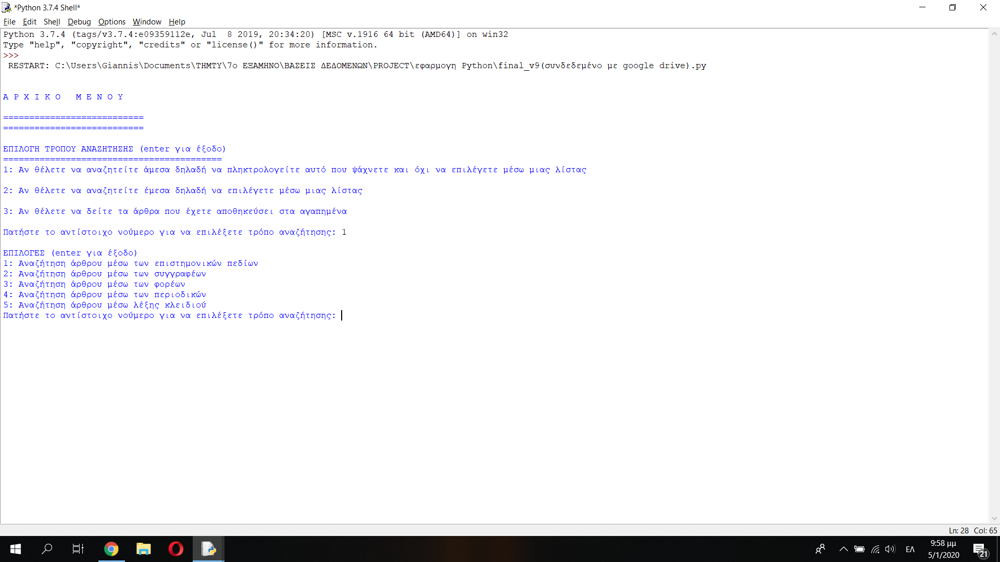 *Python 3.7.4 Shell*
File Edit Shell Debug Options Window Help
Python 3.7.4 (tags/v3.7.4:e09359112e, Jul  8 2019, 20:34:20) [MSC v.1916 64 bit (AMD64)] on win32
Type "help", "copyright", "credits" or "license()" for more information.
>>>
 RESTART: C:\Users\Giannis\Documents\ΤΗΜΤΥ\7ο ΕΞΑΜΗΝΟ\ΒΑΣΕΙΣ ΔΕΔΟΜΕΝΩΝ\PROJECT\εφαρμογη Python\final_v9(συνδεδεμένο με google drive).py
Α Ρ Χ Ι Κ Ο   Μ Ε Ν Ο Υ
===========================
===========================
ΕΠΙΛΟΓΗ ΤΡΟΠΟΥ ΑΝΑΖΗΤΗΣΗΣ (enter για έξοδο)
==========================================
1: Αν θέλετε να αναζητείτε άμεσα δηλαδή να πληκτρολογείτε αυτό που ψάχνετε και όχι να επιλέγετε μέσω μιας λίστας
2: Αν θέλετε να αναζητείτε έμεσα δηλαδή να επιλέγετε μέσω μιας λίστας
3: Αν θέλετε να δείτε τα άρθρα που έχετε αποθηκεύσει στα αγαπημένα
Πατήστε το αντίστοιχο νούμερο για να επιλέξετε τρόπο αναζήτησης: 1
ΕΠΙΛΟΓΕΣ (enter για έξοδο)
1: Αναζήτηση άρθρου μέσω των επιστημονικών πεδίων
2: Αναζήτηση άρθρου μέσω των συγγραφέων
3: Αναζήτηση άρθρου μέσω των φορέων
4: Αναζήτηση άρθρου μέσω των περιοδικών
5: Αναζήτηση άρθρου μέσω λέξης κλειδιού
Πατήστε το αντίστοιχο νούμερο για να επιλέξετε τρόπο αναζήτησης:
Ln: 28 Col: 65
ΕΛ
9:58 μμ
5/1/2020
21